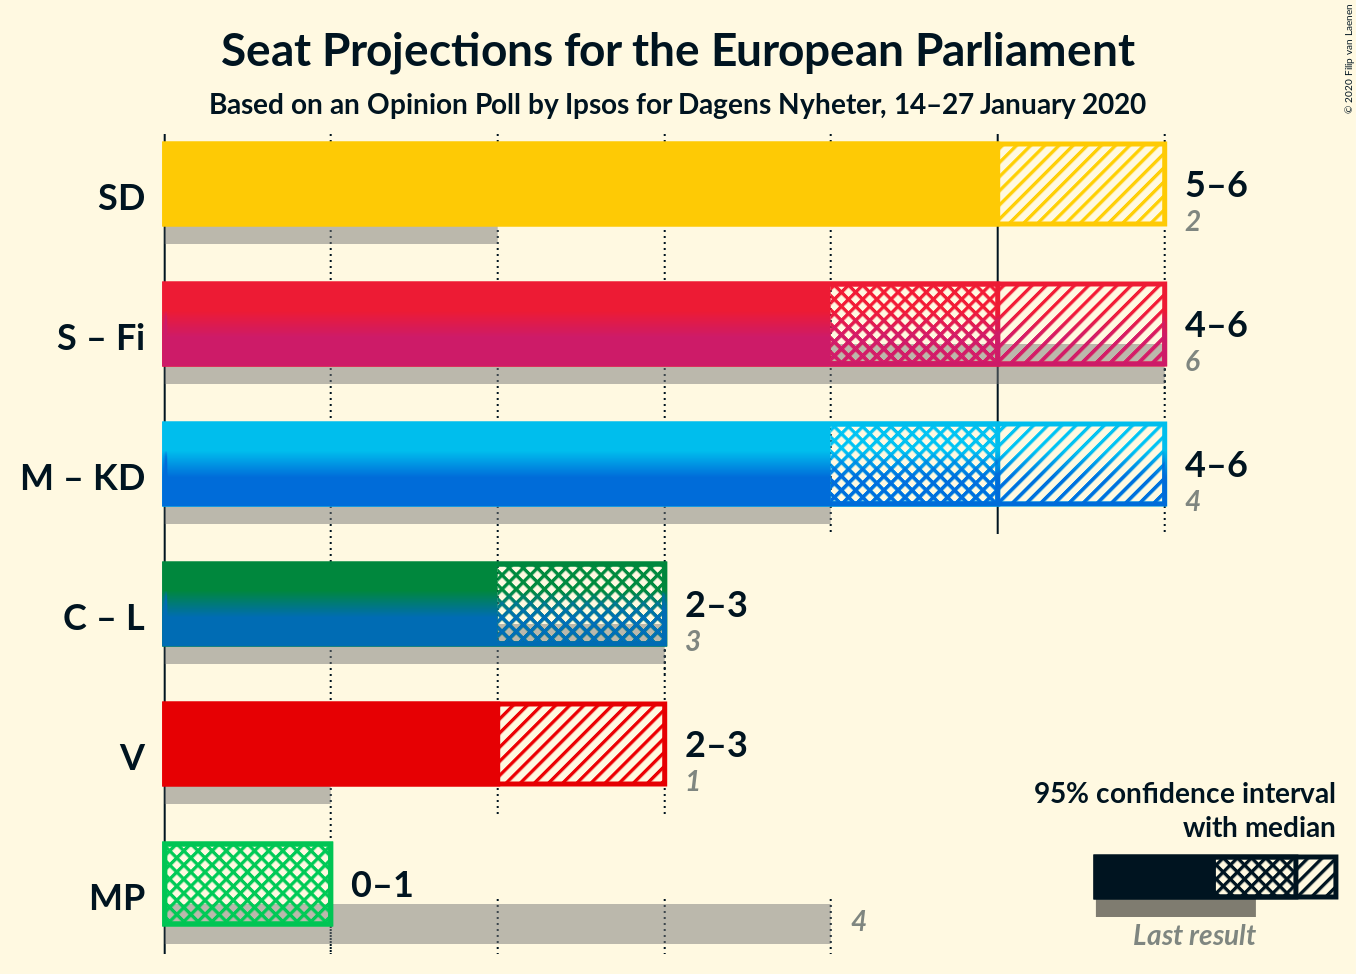 Seat Projections for the European Parliament
Based on an Opinion Poll by Ipsos for Dagens Nyheter, 14–27 January 2020
© 2020 Filip van Laenen
SD
5–6
2
S – Fi
4–6
6
M – KD
4–6
4
C – L
2–3
3
V
2–3
1
MP
0–1
4
95% confidence interval
with median
Last result